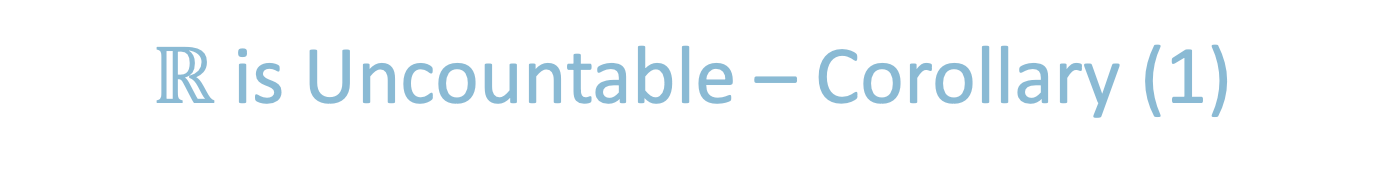 ℝ is Uncountable – Corollary (1)